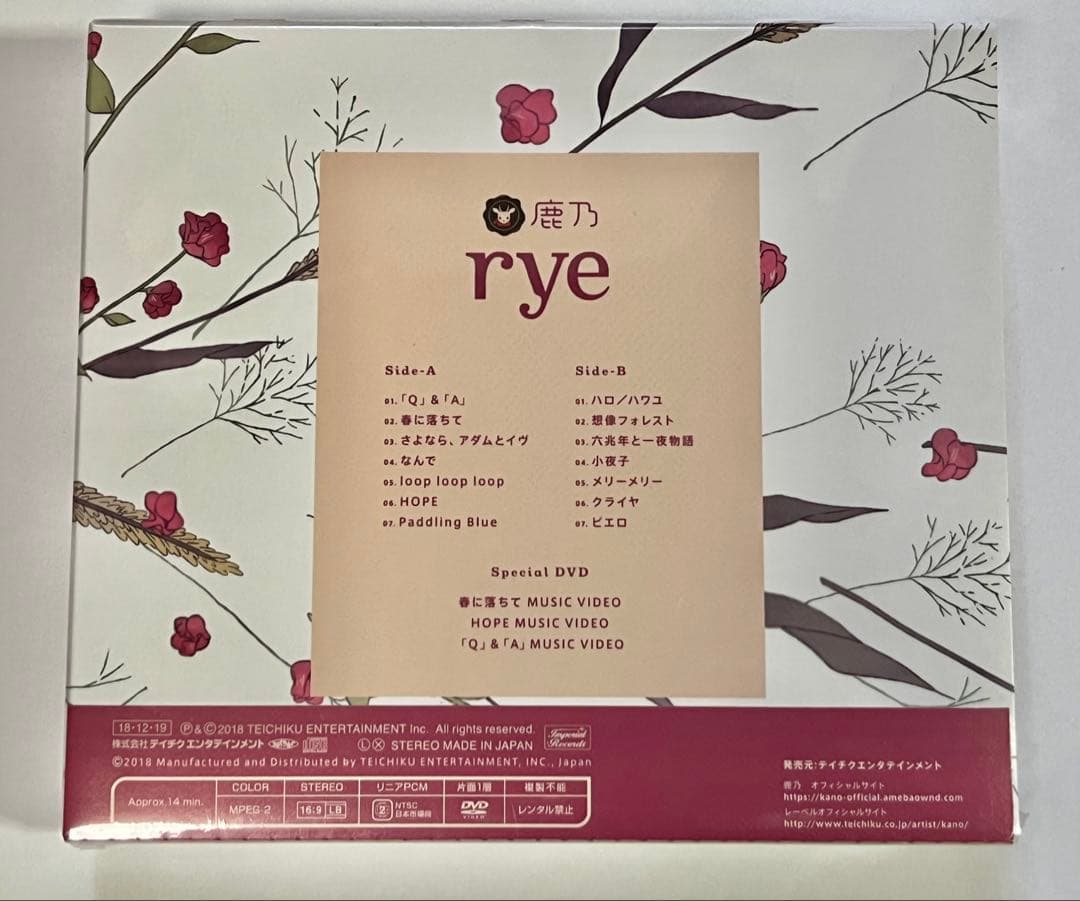 鹿乃
rye
Side-A
01.「Q」&「A」
02. 春に落ちて
03. さよなら、アダムとイヴ
04. なんで
05. loop loop loop
06. HOPE
07. Paddling Blue
Side-B
01. ハロ／ハワユ
02. 想像フォレスト
03. 六兆年と一夜物語
04. 小夜子
05. メリーメリー
06. クライヤ
07. ピエロ
Special DVD
春に落ちて MUSIC VIDEO
HOPE MUSIC VIDEO
「Q」&「A」MUSIC VIDEO
18・12・19 Ⓟ&Ⓒ2018 TEICHIKU ENTERTAINMENT Inc. All rights reserved.
株式会社テイチクエンタテインメント ⓁⓍ STEREO MADE IN JAPAN Imperial Records
Ⓒ2018 Manufactured and Distributed by TEICHIKU ENTERTAINMENT, INC., Japan
Approx.14 min.
COLOR STEREO リニアPCM 片面1層 複製不能
MPEG-2 16:9 LB 2 NTSC 日本市場向 DVD VIDEO レンタル禁止
発売元:テイチクエンタテインメント
鹿乃 オフィシャルサイト
https://kano-official.amebaownd.com
レーベルオフィシャルサイト
http://www.teichiku.co.jp/artist/kano/